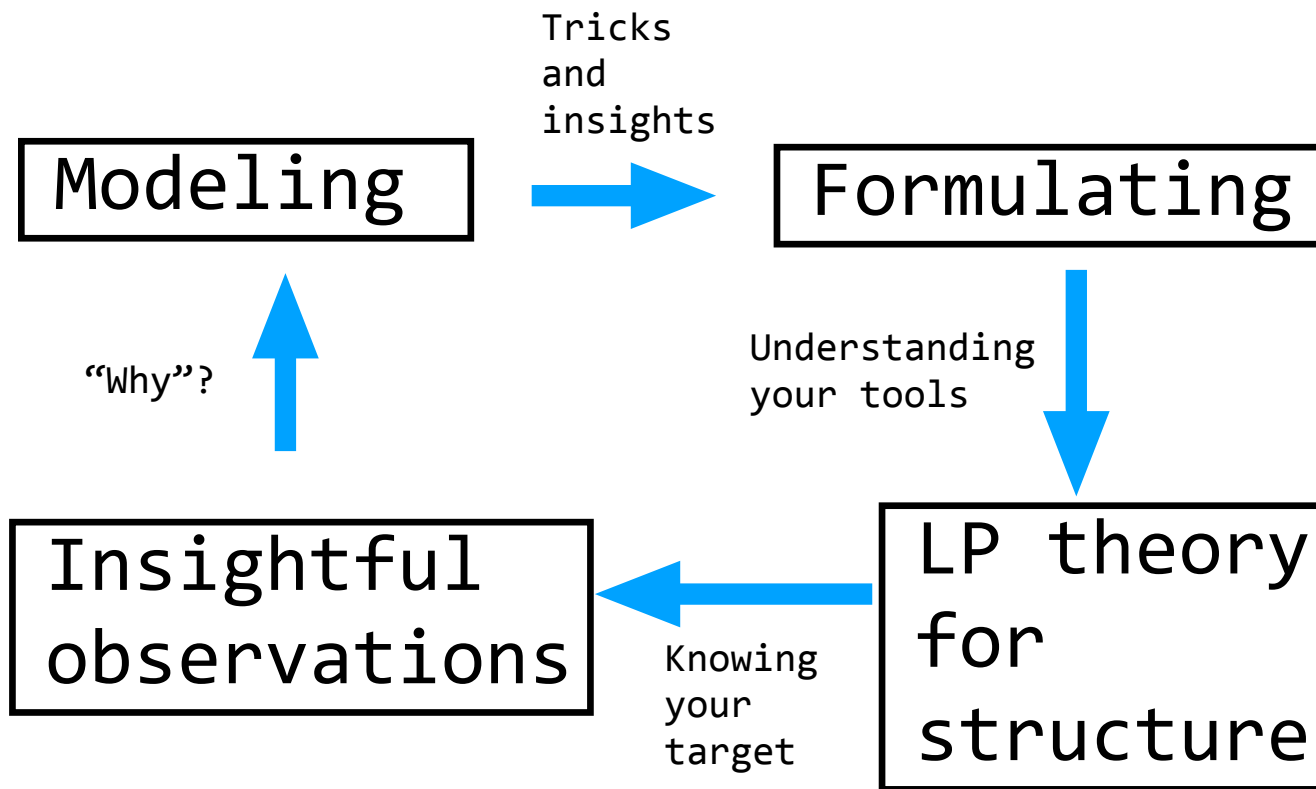 Tricks
and
insights
Modeling
Formulating
“Why”?
Understanding
your tools
Insightful
observations
Knowing
your
target
LP theory
for
structure